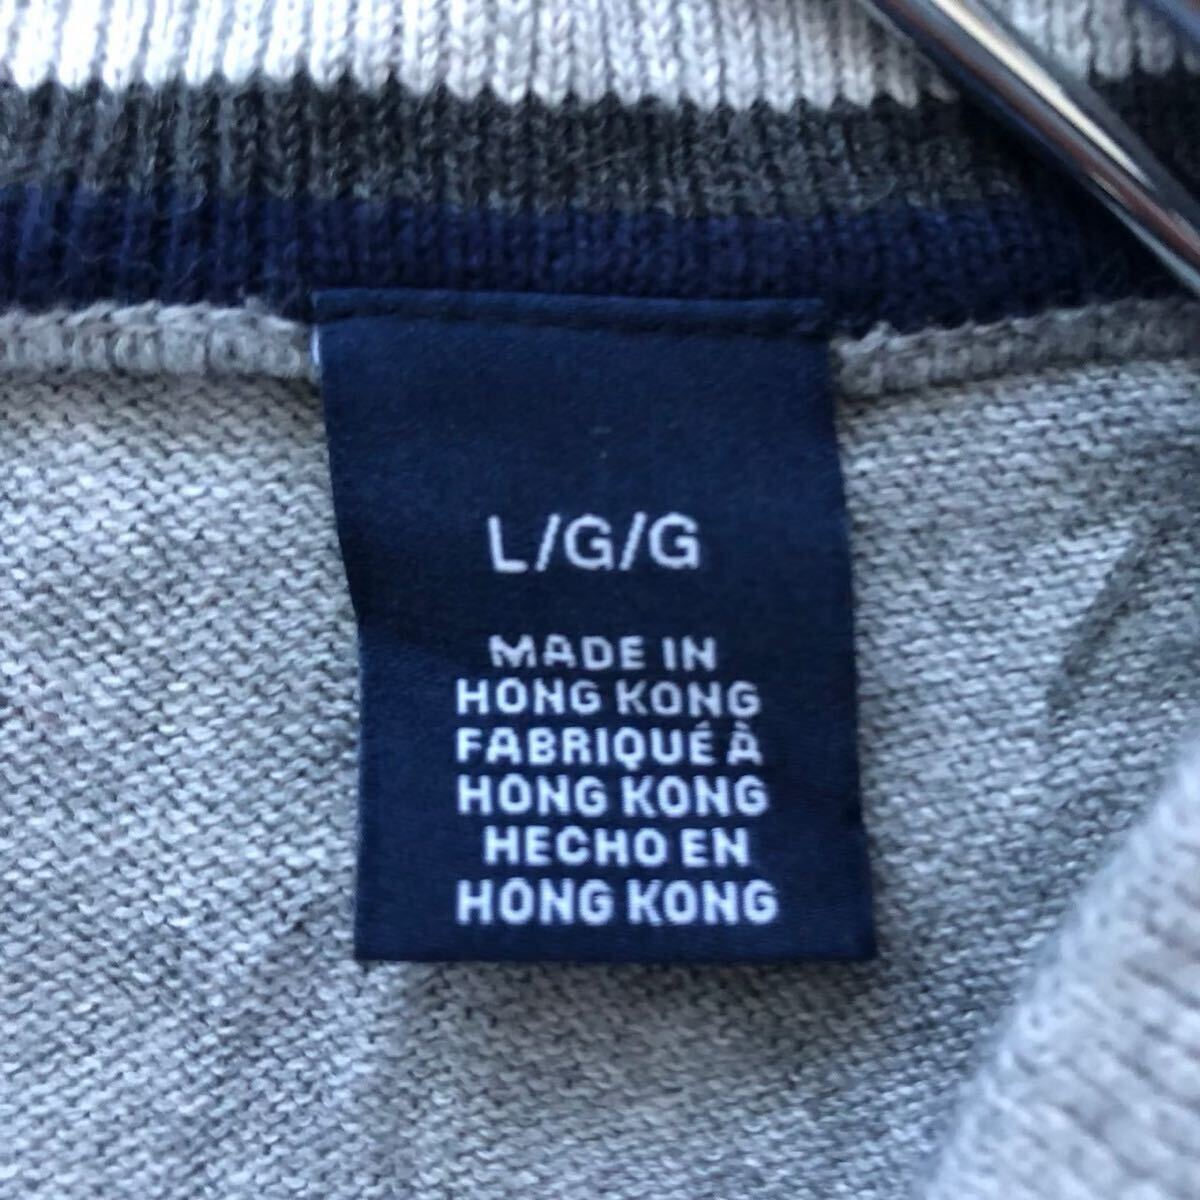 L/G/G
MADE IN
HONG KONG
FABRIQUÉ À
HONG KONG
HECHO EN
HONG KONG